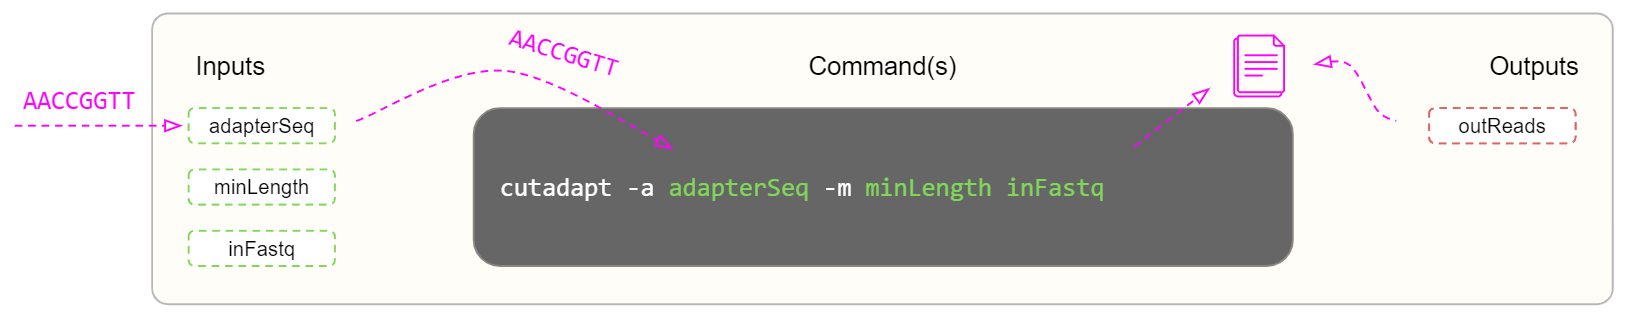 AACCGGTT
Inputs
Command(s)
Outputs
AACCGGTT
adapterSeq
outReads
minLength
cutadapt -a adapterSeq -m minLength inFastq
inFastq